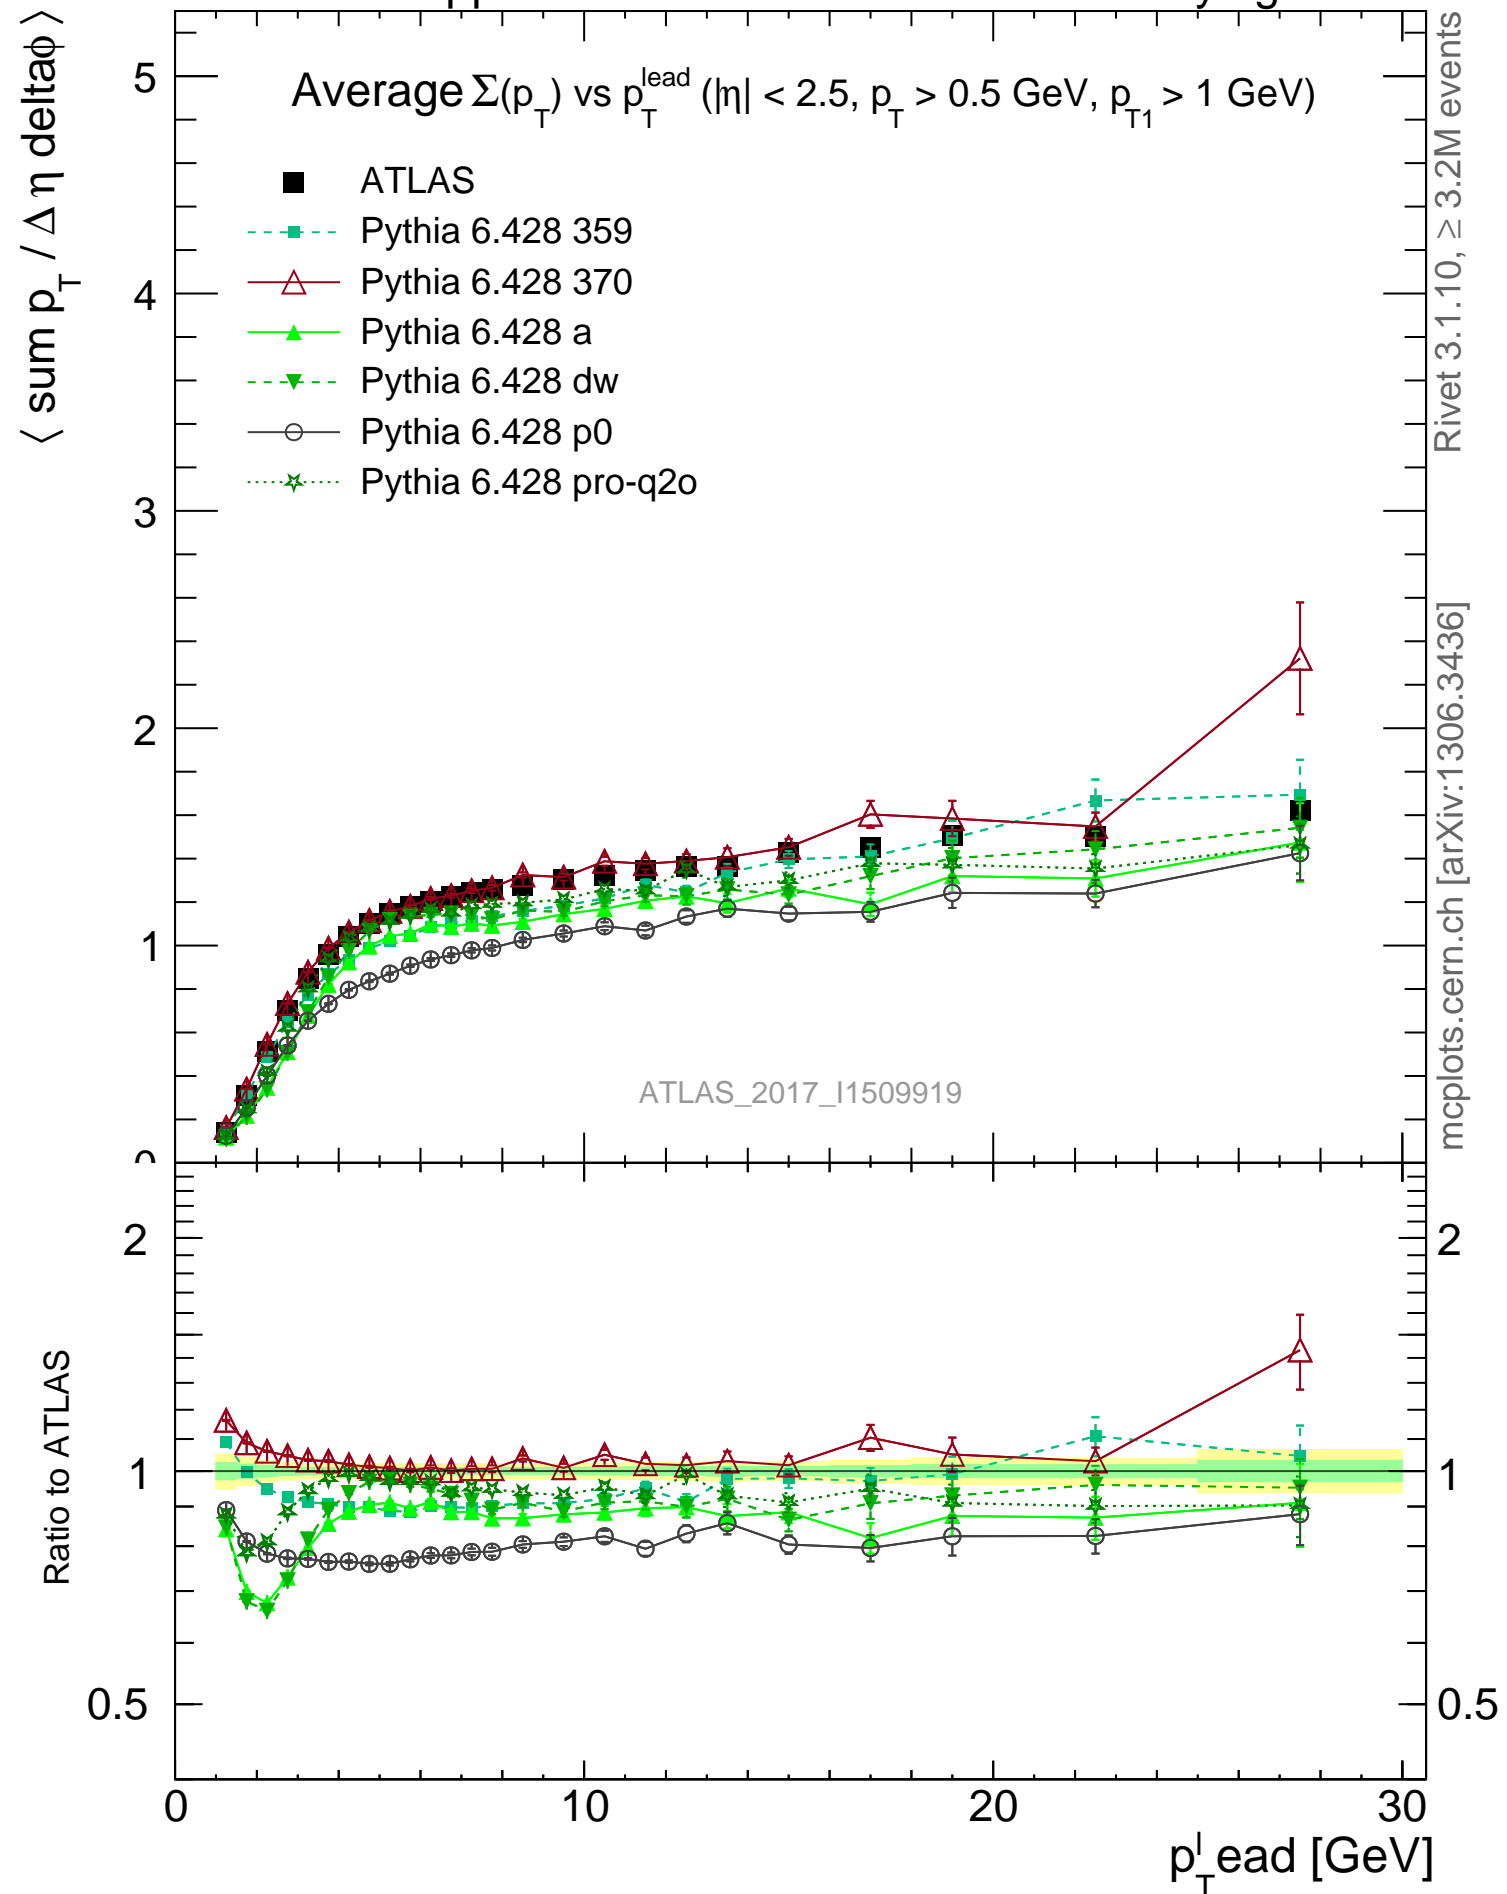 Average Σ(p_T) vs p_T^lead (|η| < 2.5, p_T > 0.5 GeV, p_T1 > 1 GeV)
⟨ sum p_T / Δ η deltaφ ⟩
ATLAS
Pythia 6.428 359
Pythia 6.428 370
Pythia 6.428 a
Pythia 6.428 dw
Pythia 6.428 p0
Pythia 6.428 pro-q2o
5
4
3
2
1
0
ATLAS_2017_I1509919
Rivet 3.1.10, ≥ 3.2M events
mcplots.cern.ch [arXiv:1306.3436]
Ratio to ATLAS
2
1
0.5
2
1
0.5
0 10 20 30
p_T^lead [GeV]